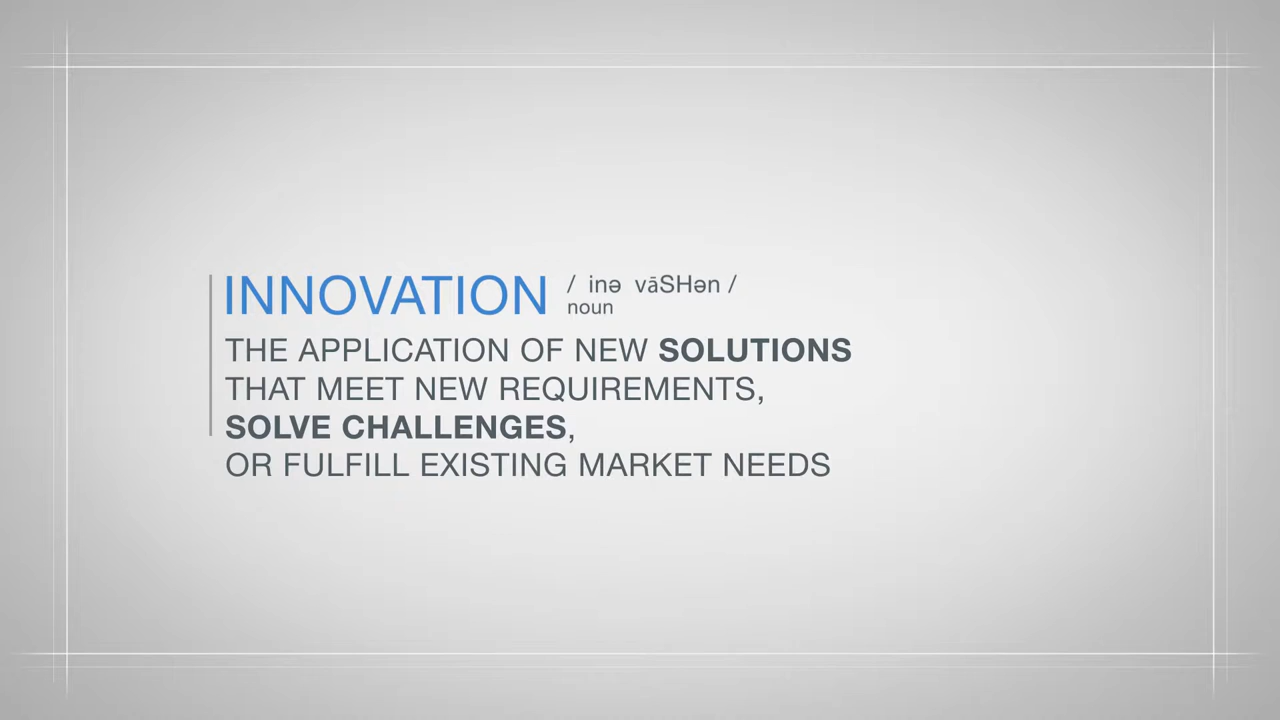 INNOVATION / inə vāSHən /
noun
THE APPLICATION OF NEW SOLUTIONS
THAT MEET NEW REQUIREMENTS,
SOLVE CHALLENGES,
OR FULFILL EXISTING MARKET NEEDS